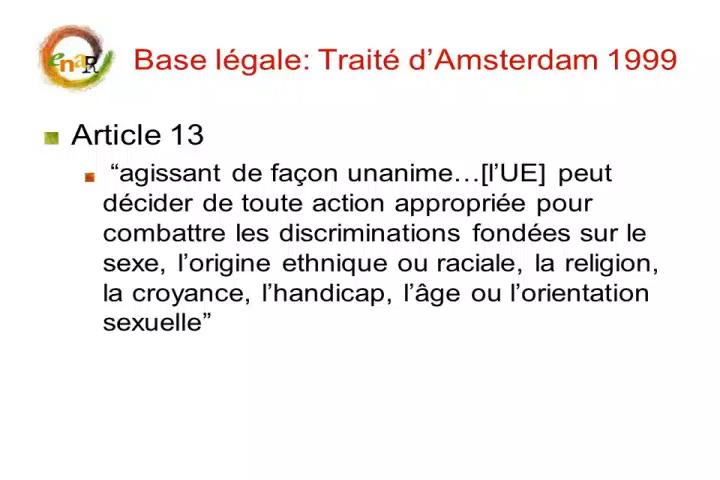 enaR
Base légale: Traité d’Amsterdam 1999
Article 13
“agissant de façon unanime…[l’UE] peut
décider de toute action appropriée pour
combattre les discriminations fondées sur le
sexe, l’origine ethnique ou raciale, la religion,
la croyance, l’handicap, l’âge ou l’orientation
sexuelle”